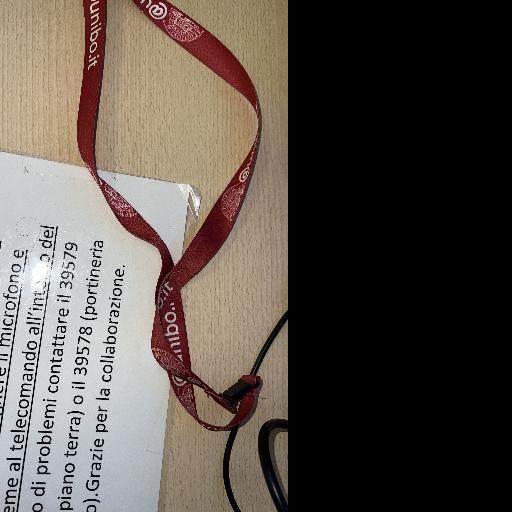 unibo.it
il microfono e
eme al telecomando all'interno del
o di problemi contattare il 39579
piano terra) o il 39578 (portineria
o).Grazie per la collaborazione.
unibo.it